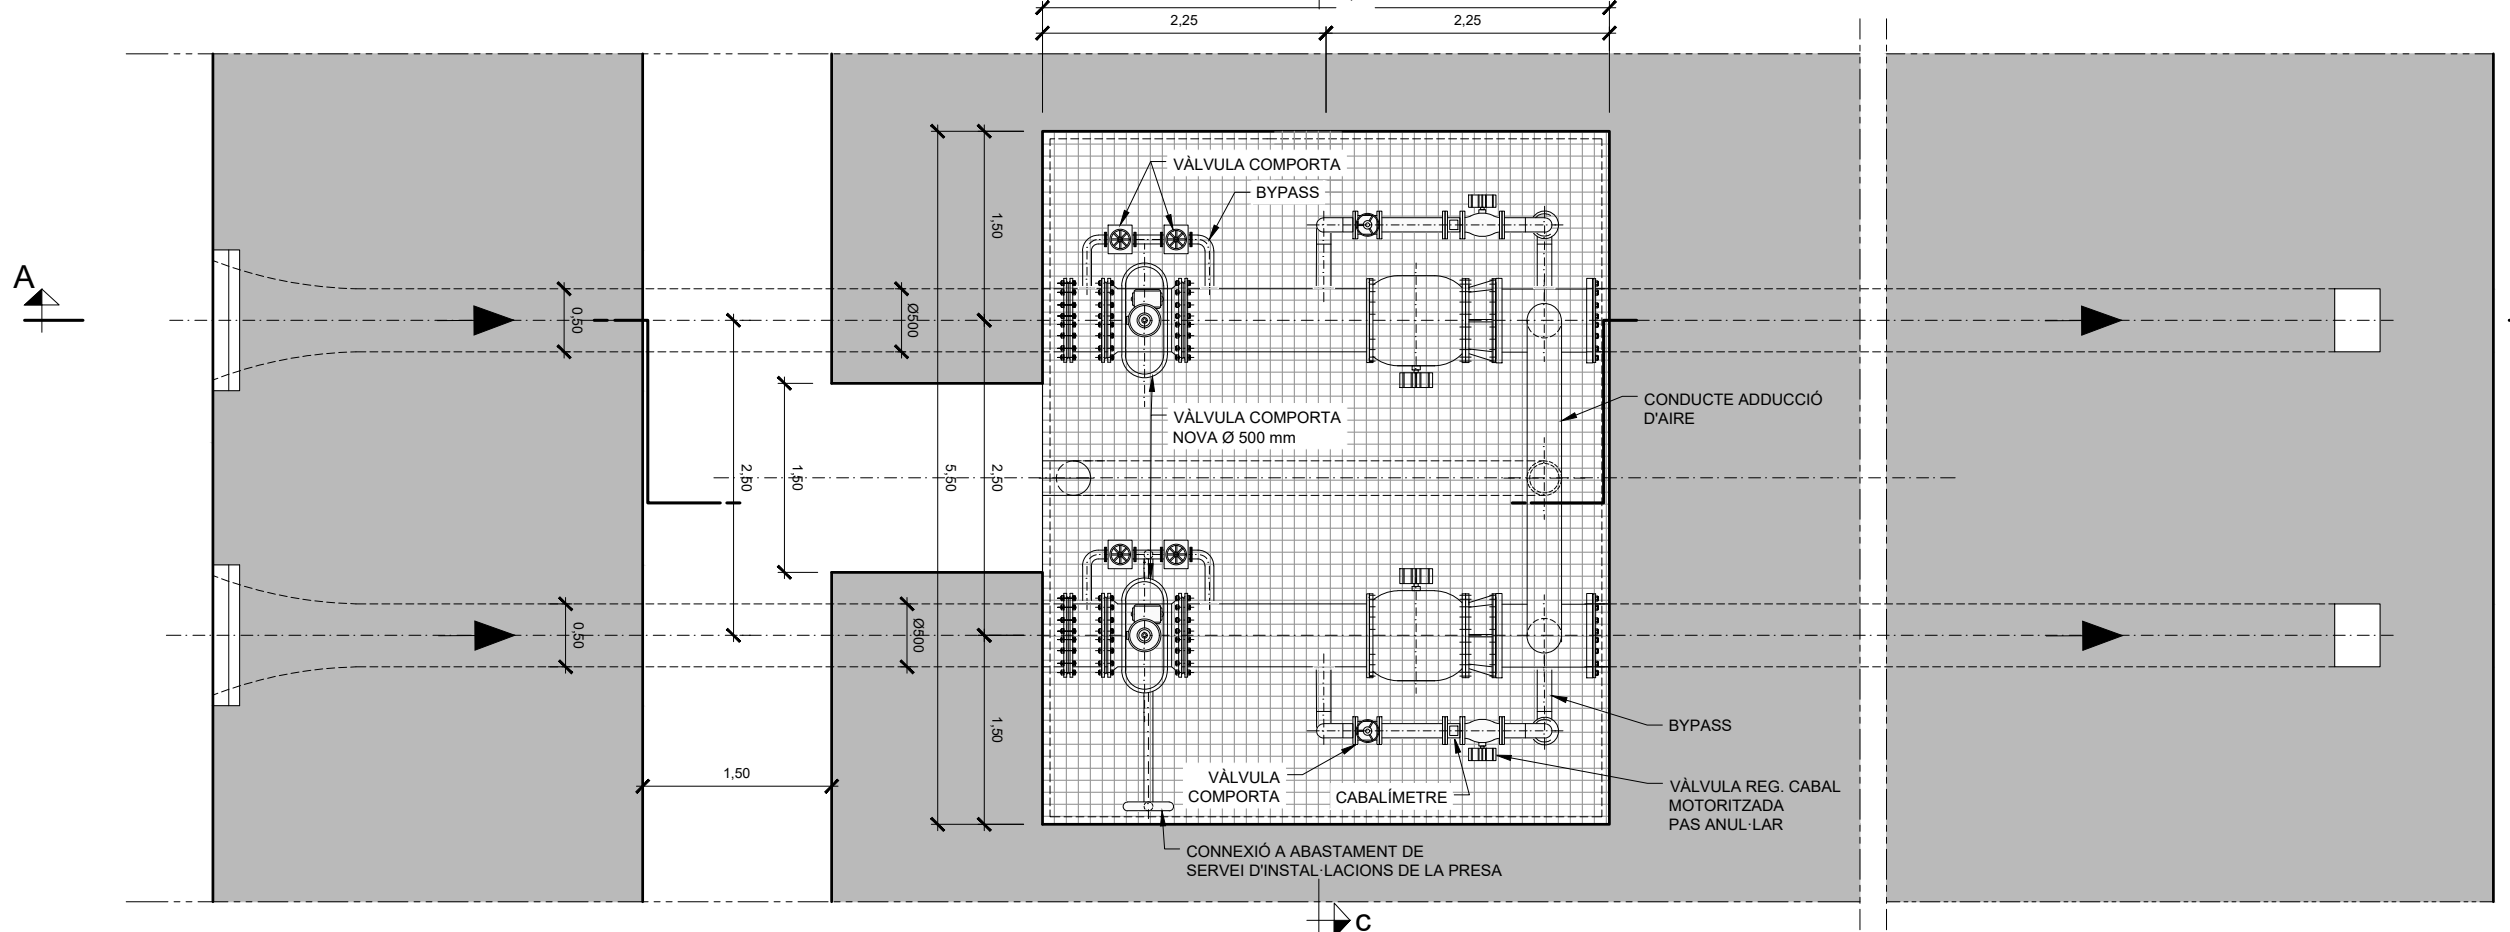 2,25
2,25
VÀLVULA COMPORTA
BYPASS
1,50
A
0,50
Ø500
CONDUCTE ADDUCCIÓ
D'AIRE
VÀLVULA COMPORTA
NOVA Ø 500 mm
2,50
1,50
5,50
2,50
0,50
Ø500
1,50
BYPASS
1,50
VÀLVULA
COMPORTA
CABALÍMETRE
VÀLVULA REG. CABAL
MOTORITZADA
PAS ANUL·LAR
CONNEXIÓ A ABASTAMENT DE
SERVEI D'INSTAL·LACIONS DE LA PRESA
C